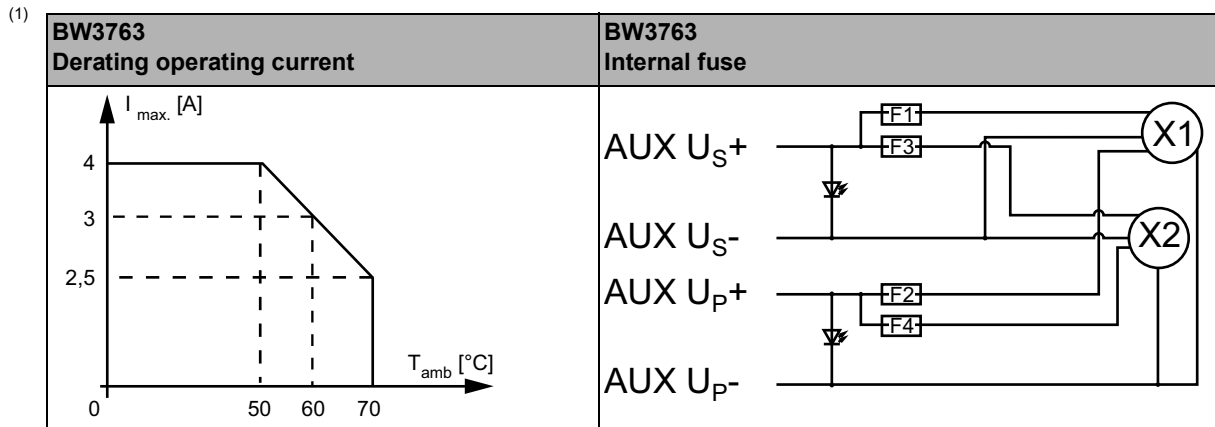 (1)
BW3763
Derating operating current
BW3763
Internal fuse
I max. [A]
4
3
2,5
0
50
60
70
Tamb [°C]
AUX US+
AUX US-
AUX UP+
AUX UP-
F1
F3
F2
F4
X1
X2